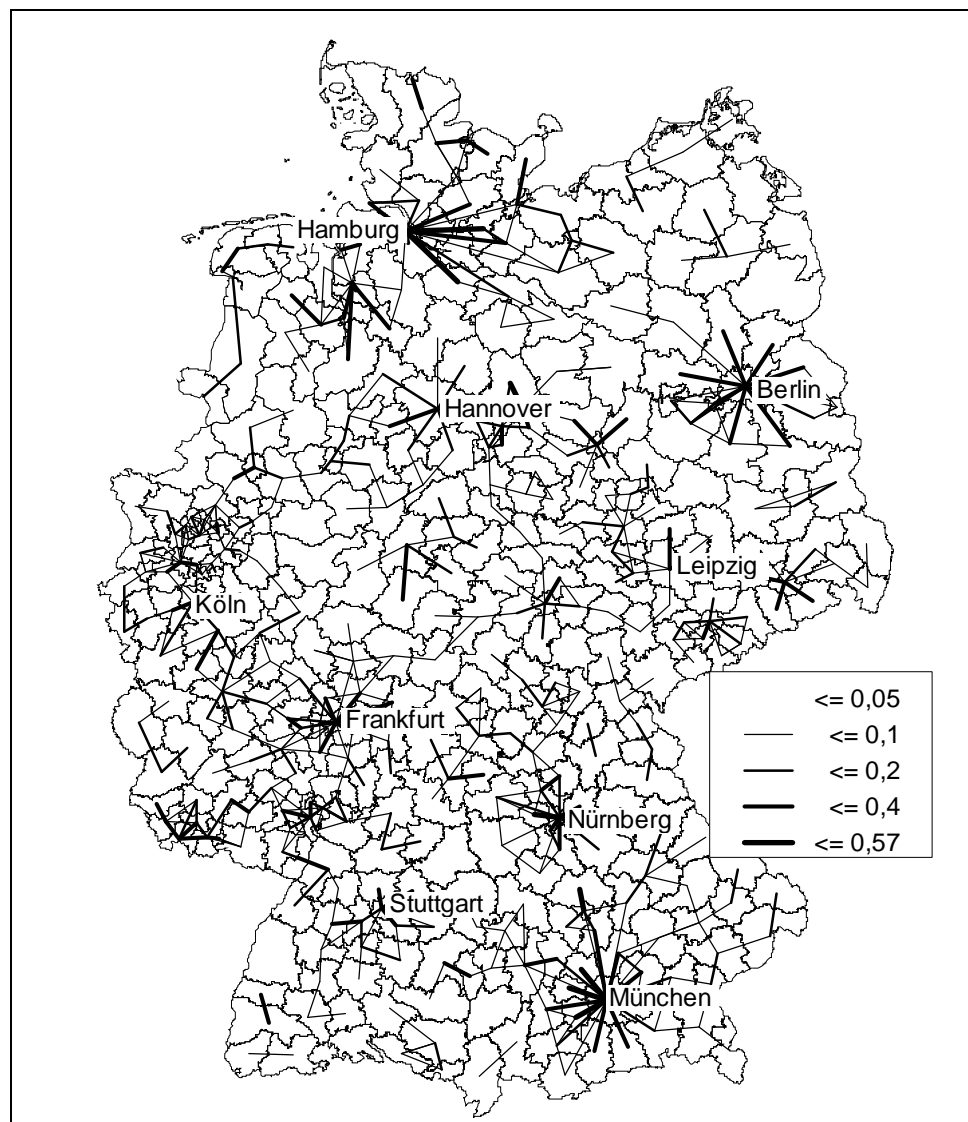 Hamburg
Berlin
Hannover
Leipzig
Köln
<= 0,05
Frankfurt
<= 0,1
<= 0,2
<= 0,4
Nürnberg
<= 0,57
Stuttgart
München